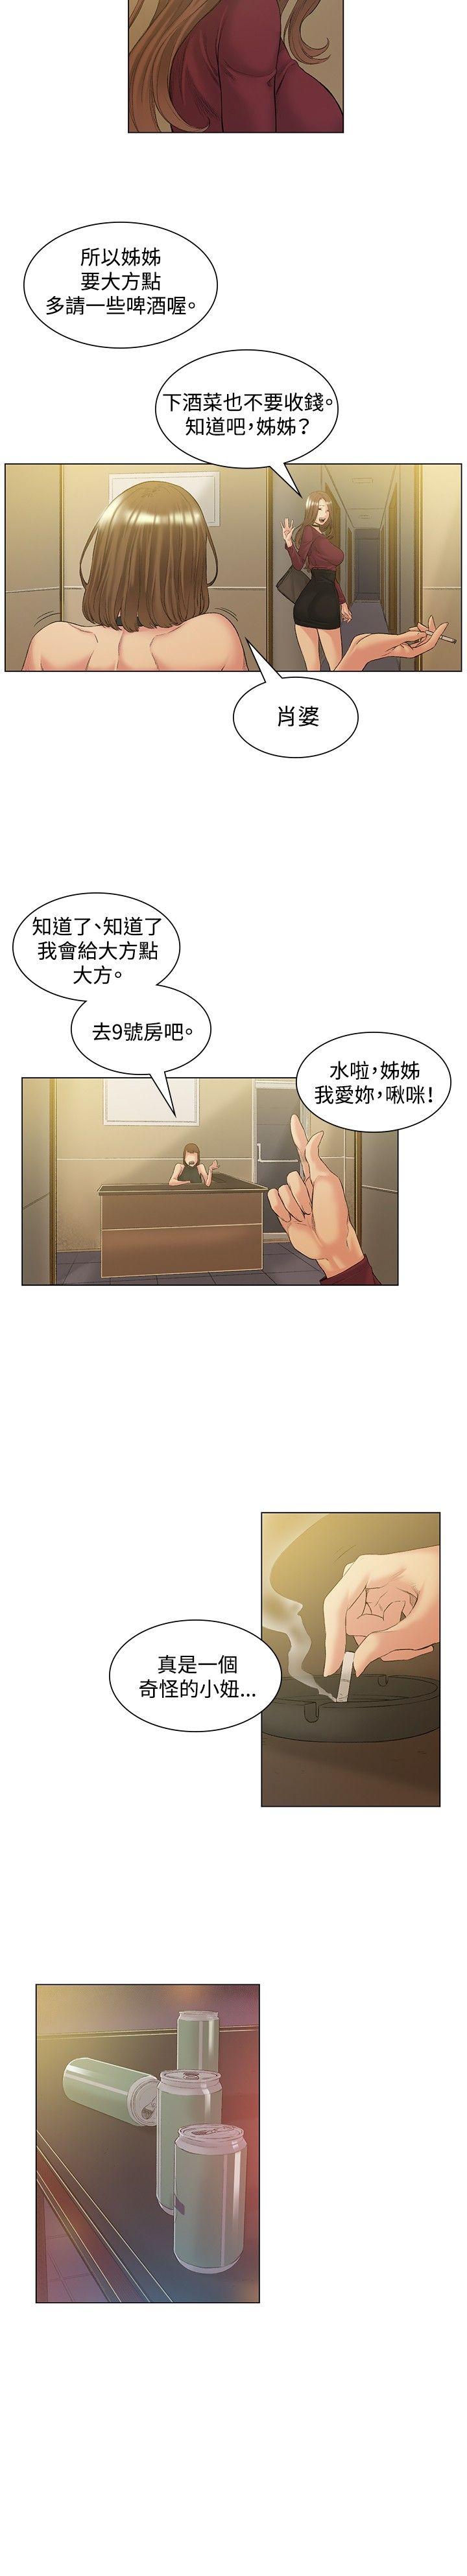 所以姊姊
要大方點
多請一些啤酒喔。
下酒菜也不要收錢。
知道吧，姊姊？
肖婆
知道了、知道了
我會給大方點
大方。
去9號房吧。
水啦，姊姊
我愛妳，啾咪！
真是一個
奇怪的小妞...